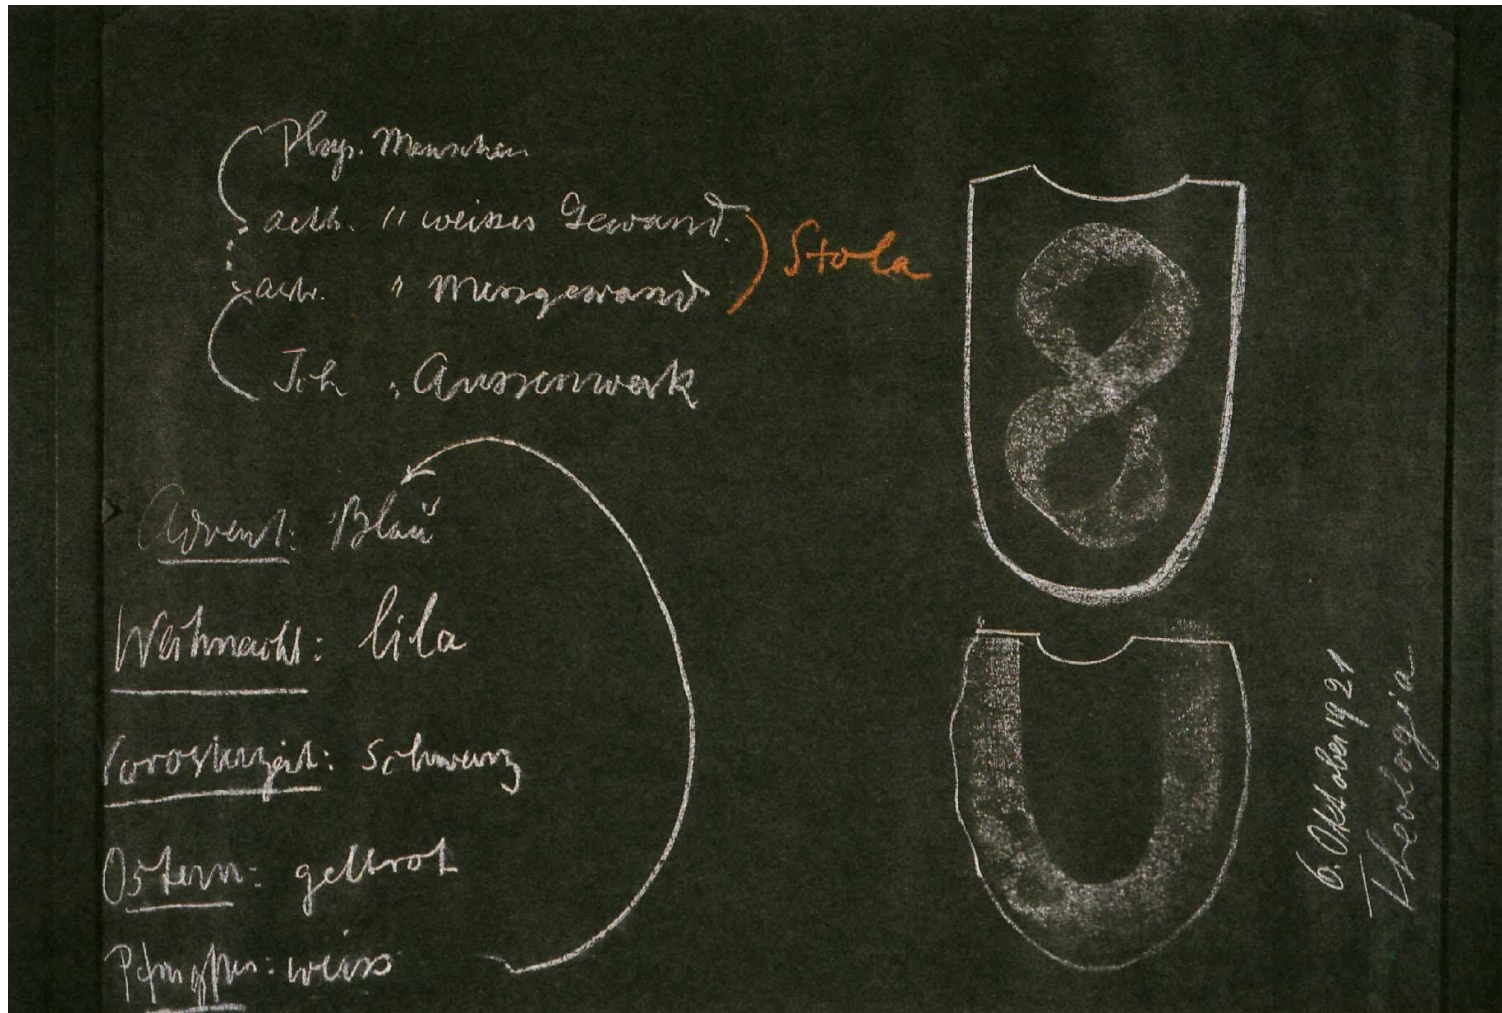 Phys. Menschen
aeth. " weisses Gewand
astr. " Messgewand
Stola
Ich : Aussenwerk
Advent: Blau
Weihnacht: lila
Vorosterzeit: schwarz
Ostern: gelbrot
Pfingsten: weiss
6. Oktober 1921
Theologia